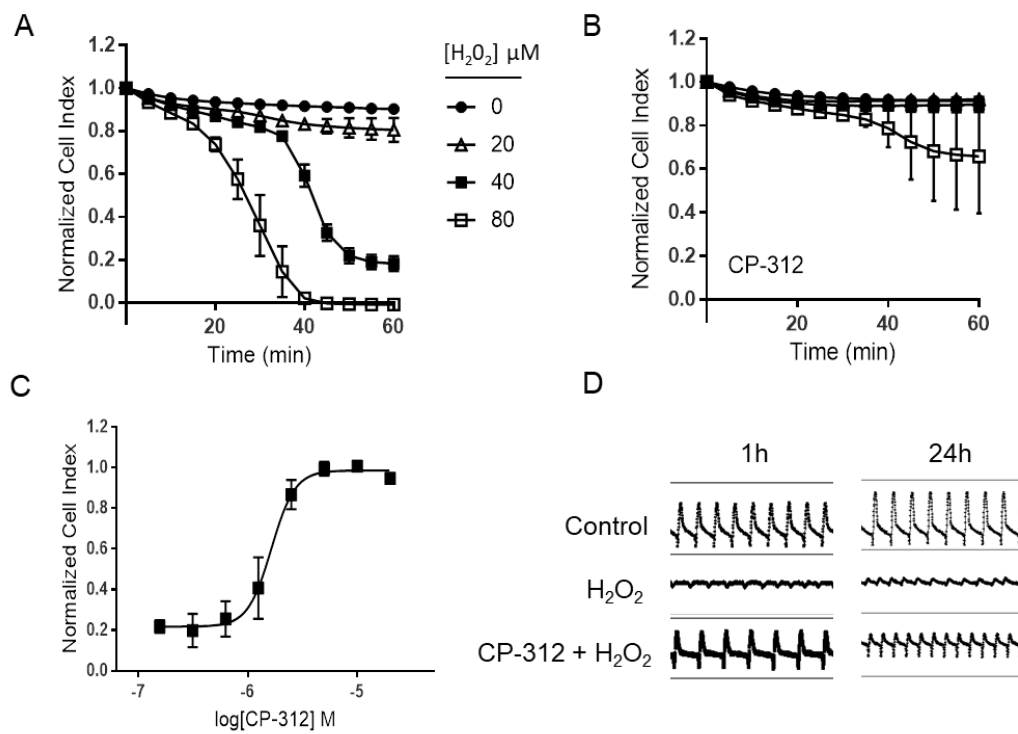 A
1.2
1.0
0.8
0.6
0.4
0.2
0.0
20
40
60
Normalized Cell Index
Time (min)
[H₂0₂] µM
0
20
40
80
B
1.2
1.0
0.8
0.6
0.4
0.2
0.0
CP-312
20
40
60
Normalized Cell Index
Time (min)
C
1.2
1.0
0.8
0.6
0.4
0.2
0.0
-7
-6
-5
Normalized Cell Index
log[CP-312] M
D
1h
24h
Control
H₂O₂
CP-312 + H₂O₂